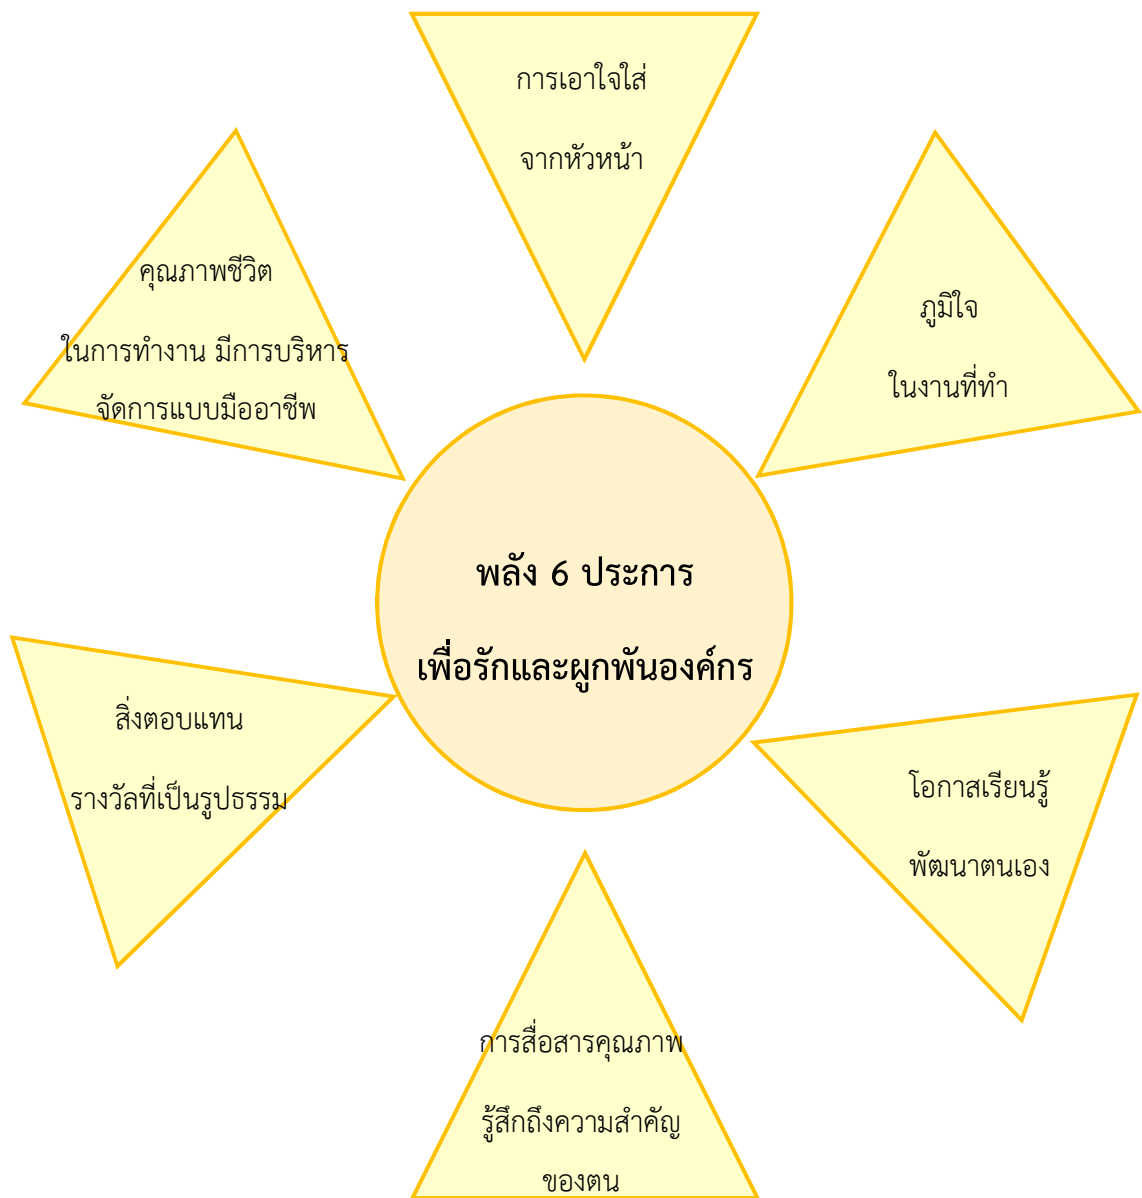 การเอาใจใส่
จากหัวหน้า
คุณภาพชีวิต
ในการทำงาน มีการบริหาร
จัดการแบบมืออาชีพ
ภูมิใจ
ในงานที่ทำ
พลัง 6 ประการ
เพื่อรักและผูกพันองค์กร
สิ่งตอบแทน
รางวัลที่เป็นรูปธรรม
โอกาสเรียนรู้
พัฒนาตนเอง
การสื่อสารคุณภาพ
รู้สึกถึงความสำคัญ
ของตน